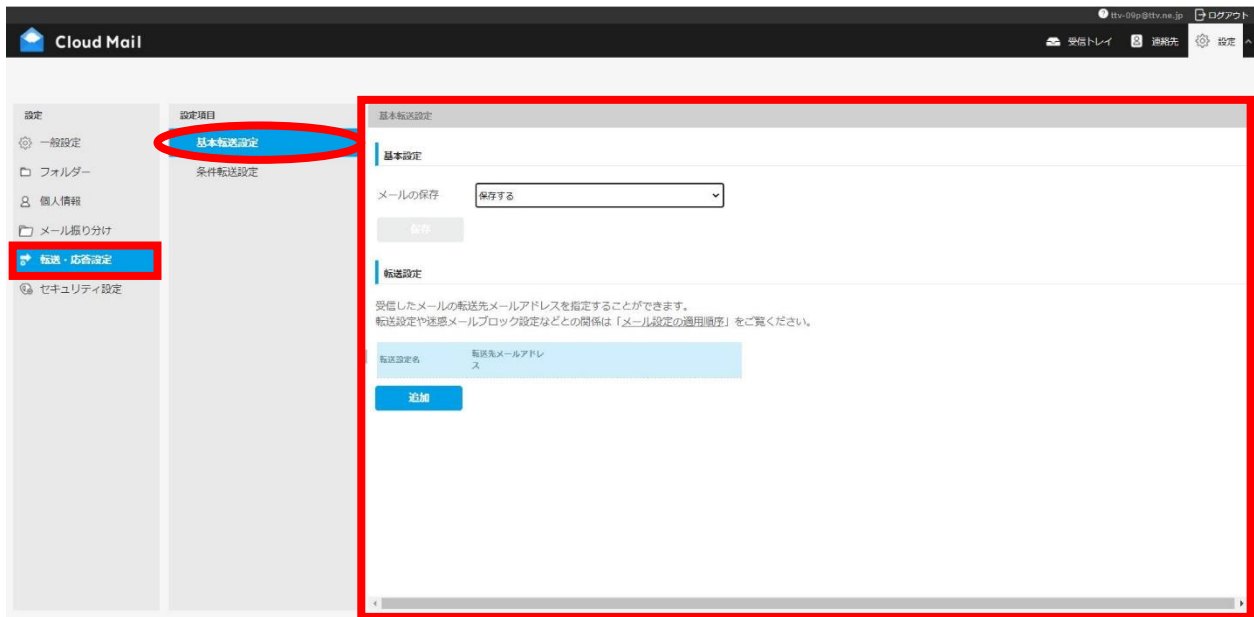 ttv-09p@ttv.ne.jp ログアウト
Cloud Mail
受信トレイ 連絡先 設定
設定
一般設定
フォルダー
個人情報
メール振り分け
転送・応答設定
セキュリティ設定
設定項目
基本転送設定
条件転送設定
基本転送設定
基本設定
メールの保存 保存する
保存
転送設定
受信したメールの転送先メールアドレスを指定することができます。
転送設定や迷惑メールブロック設定などとの関係は「メール設定の適用順序」をご覧ください。
転送設定名 転送先メールアドレ
ス
追加